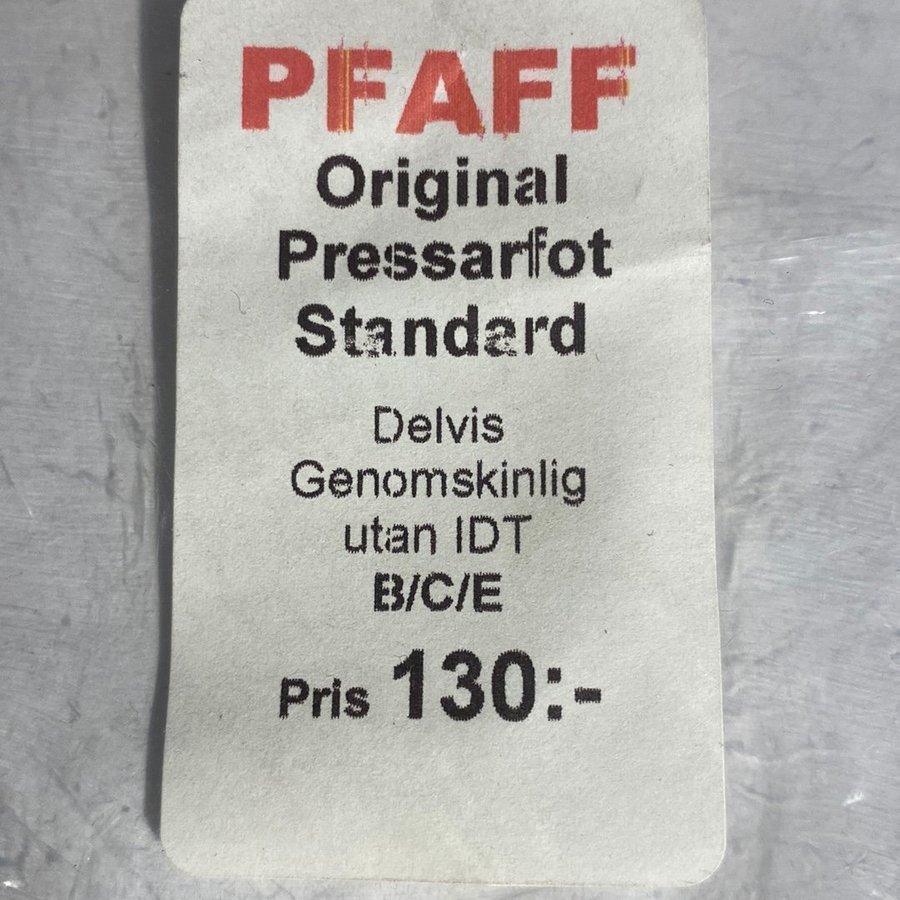 PFAFF
Original
Pressarfot
Standard
Delvis
Genomskinlig
utan IDT
B/C/E
Pris 130:-